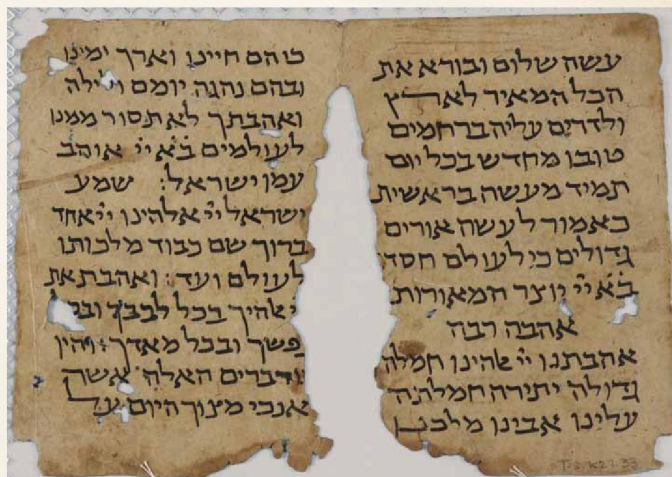 עשה שלום ובורא את
הכל המאיר לארץ
ולדרים עליה ברחמים
טובו מחדש בכל יום
תמיד מעשה בראשית
כאמור לעשה אורים
גדולים כי לעולם חסדו
בֹאֹ יי יוצר המאורות
אהבה רבה
אהבתנו יי אלהינו חמלה
גדולה יתירה חמלתה
עלינו אבינו מלכנו
כי הם חיינו וארך ימינו
ובהם נהגה יומם ולילה
ואהבתך לא תסור ממנו
לעולמים בֹאֹ יי אוהב
עמו ישראל: שמע
ישראל יי אלהינו יי אחד
ברוך שם כבוד מלכותו
לעולם ועד: ואהבת את
אלהיך בכל לבבך ובכל
נפשך ובכל מאדך: והיו
הדברים האלה אשר
אנכי מצוך היום על
T-S K27.33